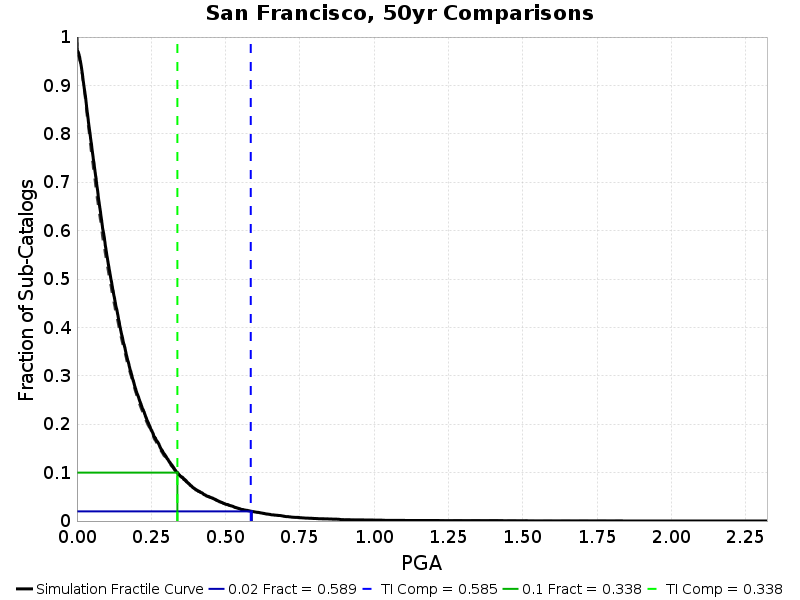 San Francisco, 50yr Comparisons
Fraction of Sub-Catalogs
1
0.9
0.8
0.7
0.6
0.5
0.4
0.3
0.2
0.1
0
0.00 0.25 0.50 0.75 1.00 1.25 1.50 1.75 2.00 2.25
PGA
Simulation Fractile Curve 0.02 Fract = 0.589 TI Comp = 0.585 0.1 Fract = 0.338 TI Comp = 0.338